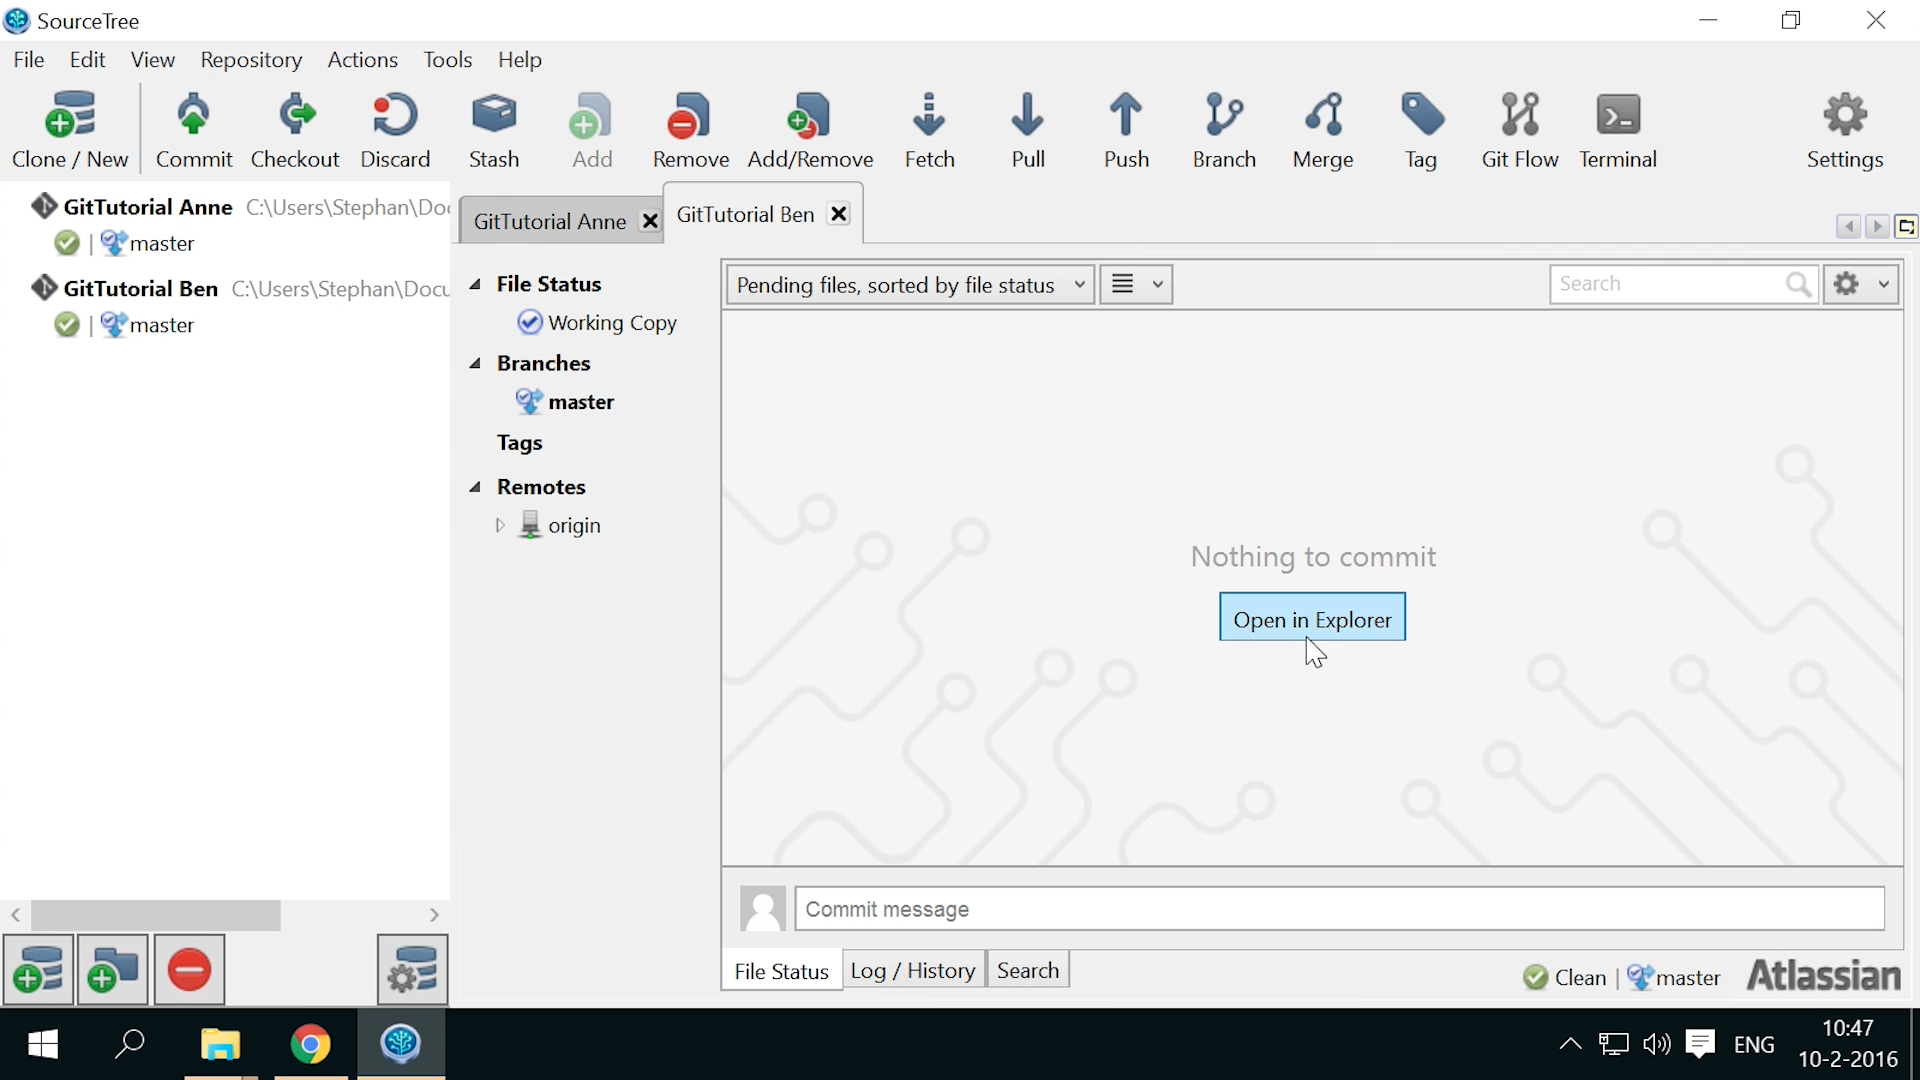 SourceTree
File Edit View Repository Actions Tools Help
Clone / New Commit Checkout Discard Stash Add Remove Add/Remove Fetch Pull Push Branch Merge Tag Git Flow Terminal Settings
GitTutorial Anne C:\Users\Stephan\Doc
master
GitTutorial Ben C:\Users\Stephan\Docu
master
GitTutorial Anne GitTutorial Ben
File Status
Working Copy
Branches
master
Tags
Remotes
origin
Pending files, sorted by file status Search
Nothing to commit
Open in Explorer
Commit message
File Status Log / History Search
Clean master Atlassian
ENG
10:47
10-2-2016